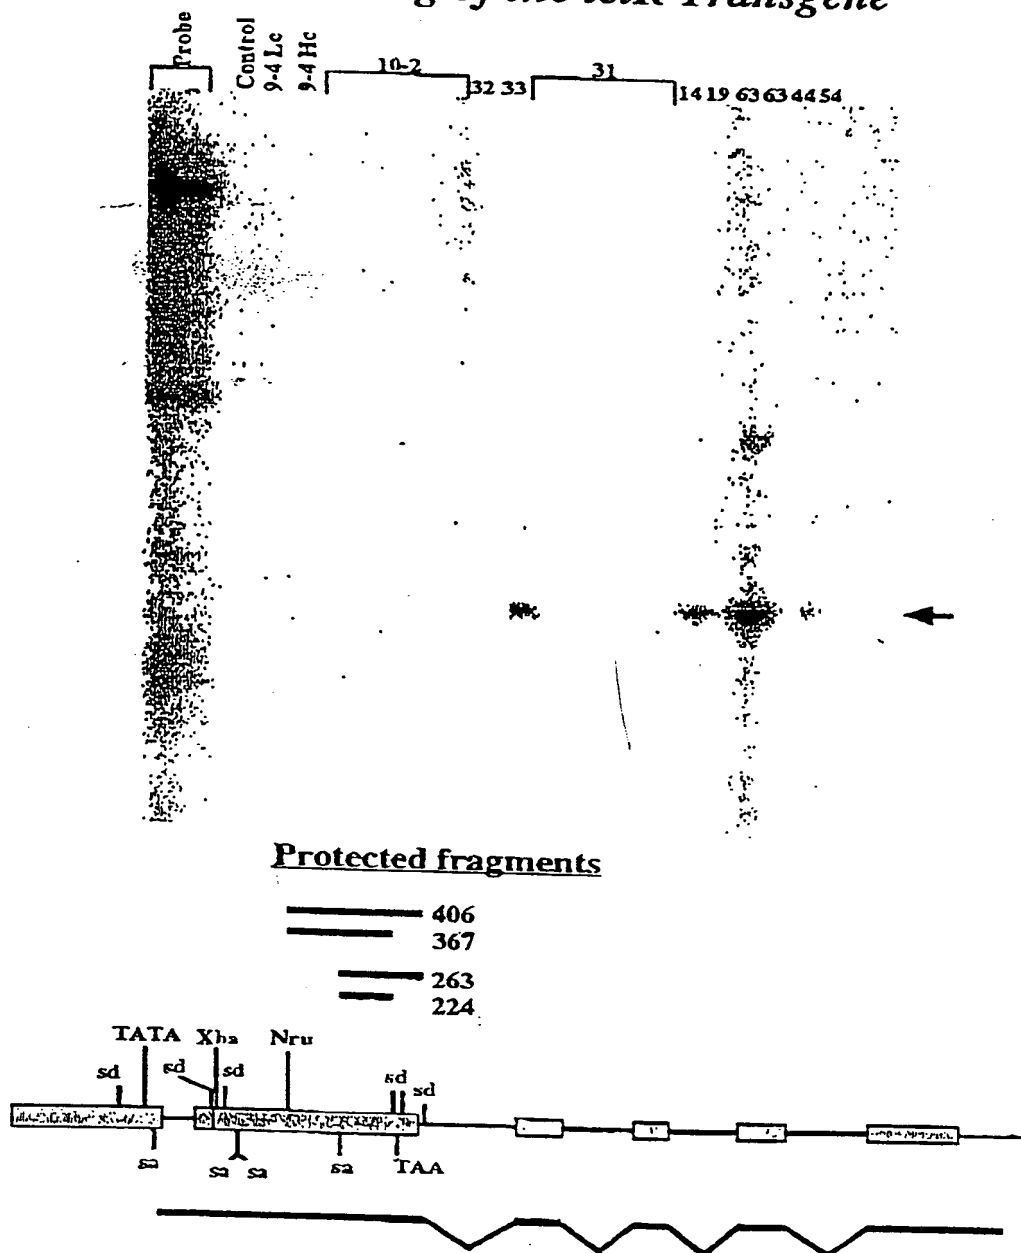 of the tetR Transgene
Probe
Control
9-4 Lc
9-4 Hc
10-2
32 33
31
14 19 63 63 44 54
Protected fragments
406
367
263
224
TATA Xba Nru
sd sd sd sd sd
sa sa sa sa TAA